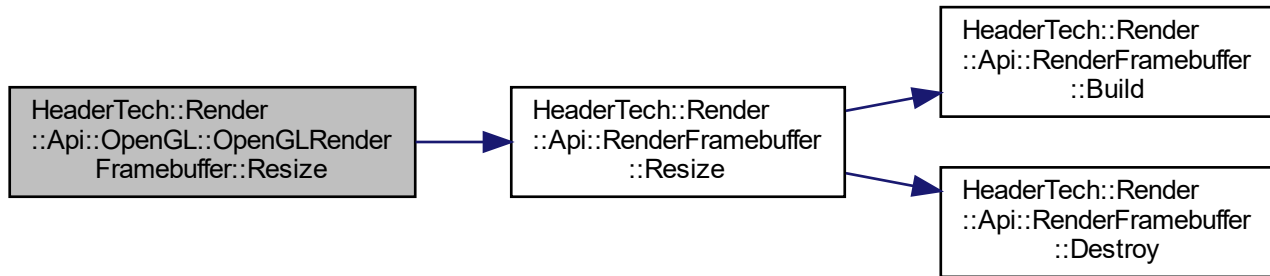 HeaderTech::Render
::Api::OpenGL::OpenGLRender
Framebuffer::Resize
HeaderTech::Render
::Api::RenderFramebuffer
::Resize
HeaderTech::Render
::Api::RenderFramebuffer
::Build
HeaderTech::Render
::Api::RenderFramebuffer
::Destroy